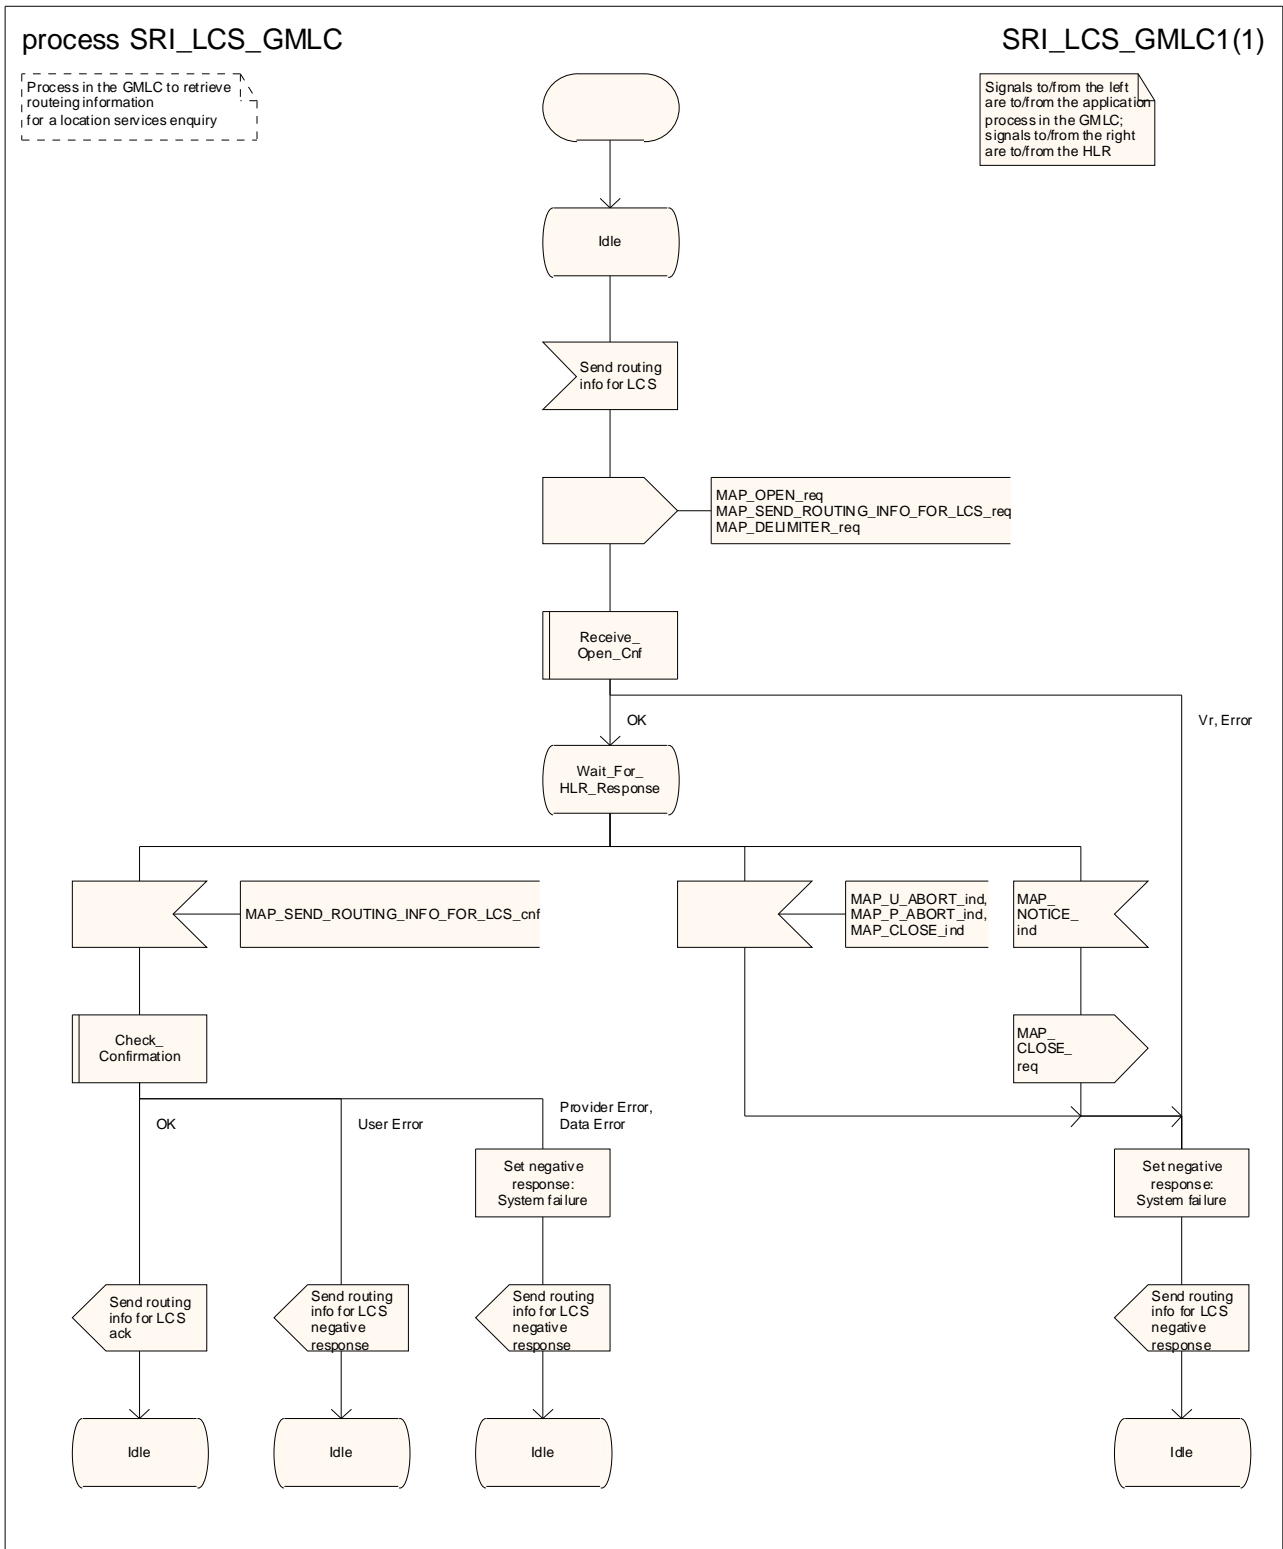 process SRI_LCS_GMLC
SRI_LCS_GMLC1(1)
Process in the GMLC to retrieve
routeing information
for a location services enquiry
Signals to/from the left
are to/from the application
process in the GMLC;
signals to/from the right
are to/from the HLR
Idle
Send routing
info for LCS
MAP_OPEN_req
MAP_SEND_ROUTING_INFO_FOR_LCS_req
MAP_DELIMITER_req
Receive_
Open_Cnf
OK
Vr, Error
Wait_For_
HLR_Response
MAP_SEND_ROUTING_INFO_FOR_LCS_cnf
MAP_U_ABORT_ind,
MAP_P_ABORT_ind,
MAP_CLOSE_ind
MAP_
NOTICE_
ind
Check_
Confirmation
MAP_
CLOSE_
req
OK
User Error
Provider Error,
Data Error
Set negative
response:
System failure
Set negative
response:
System failure
Send routing
info for LCS
ack
Send routing
info for LCS
negative
response
Send routing
info for LCS
negative
response
Send routing
info for LCS
negative
response
Idle
Idle
Idle
Idle